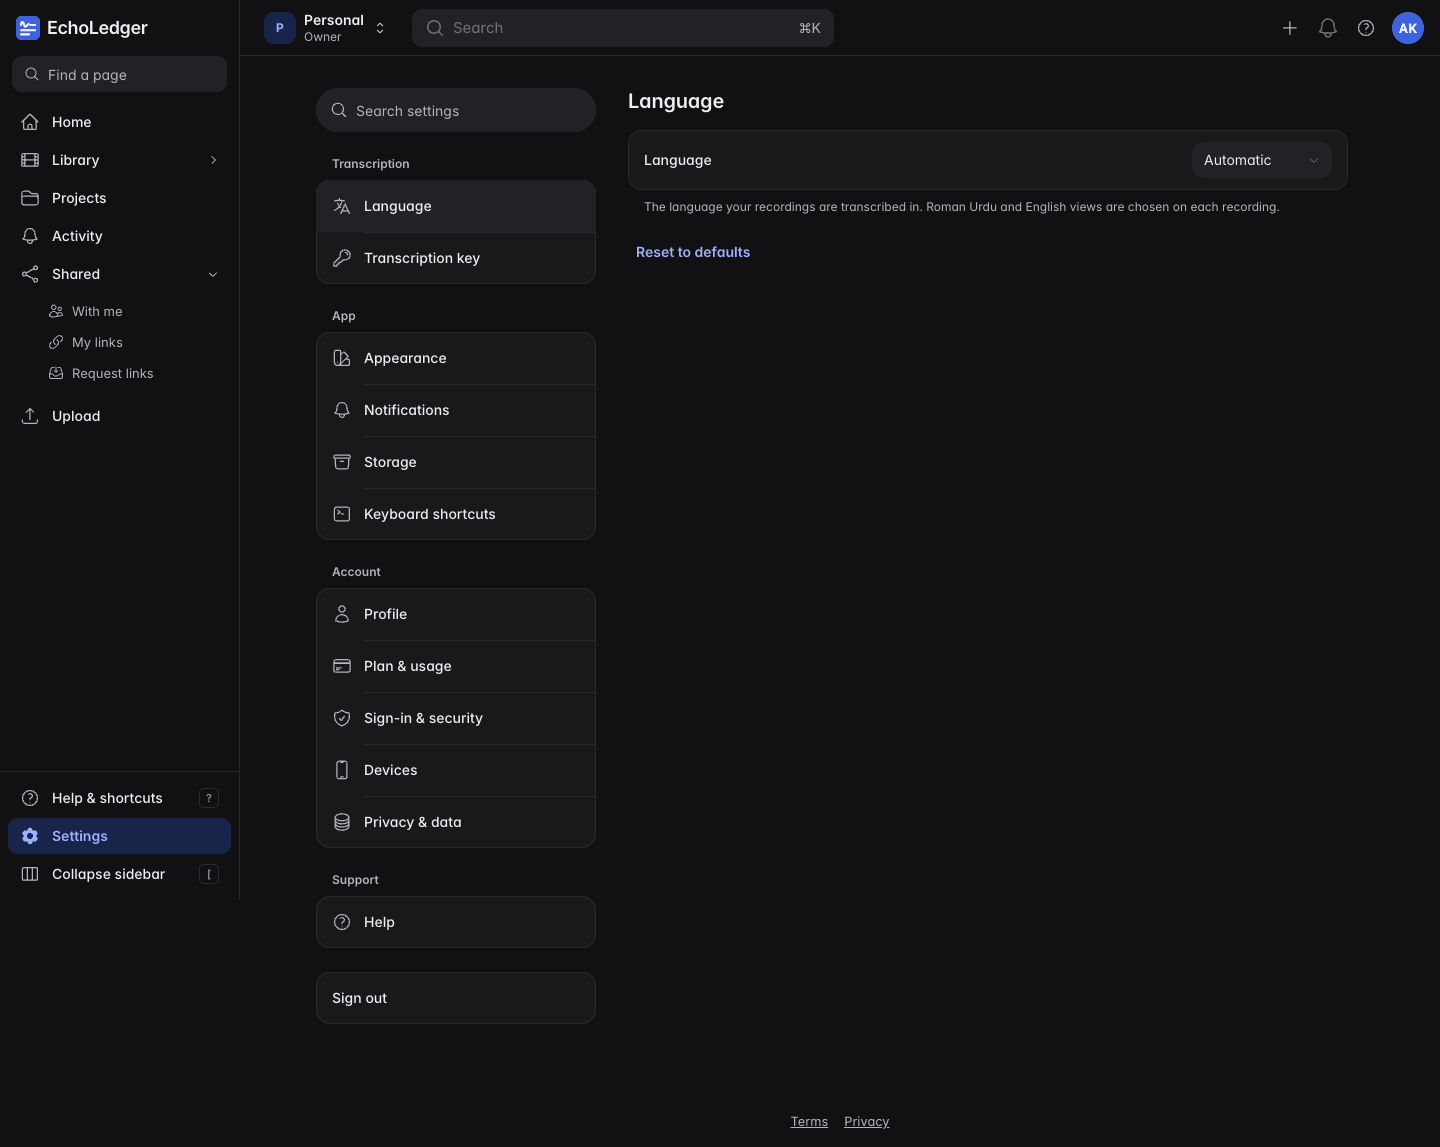 EchoLedger
Find a page
Home
Library
Projects
Activity
Shared
With me
My links
Request links
Upload
Help & shortcuts ?
Settings
Collapse sidebar [
P Personal
Owner
Search ⌘K
AK
Search settings
Transcription
Language
Transcription key
App
Appearance
Notifications
Storage
Keyboard shortcuts
Account
Profile
Plan & usage
Sign-in & security
Devices
Privacy & data
Support
Help
Sign out
Language
Language Automatic
The language your recordings are transcribed in. Roman Urdu and English views are chosen on each recording.
Reset to defaults
Terms Privacy